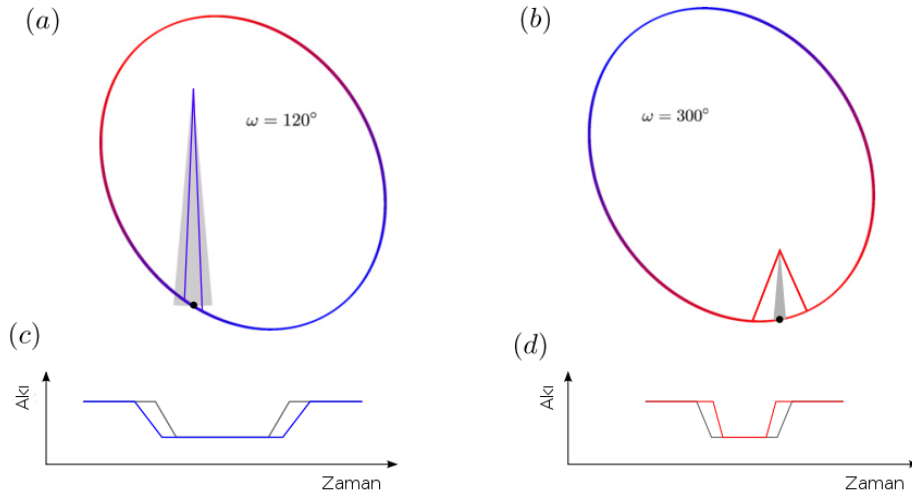 (a)
(b)
ω = 120°
ω = 300°
(c)
(d)
Akı
Zaman
Akı
Zaman